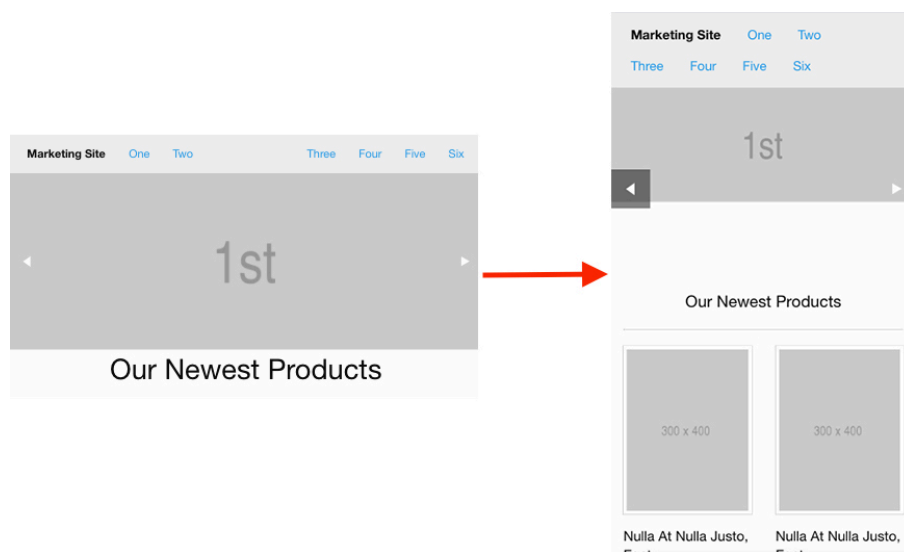 Marketing Site One Two Three Four Five Six
1st
Our Newest Products
Marketing Site One Two
Three Four Five Six
1st
Our Newest Products
300 x 400 300 x 400
Nulla At Nulla Justo, Nulla At Nulla Justo,